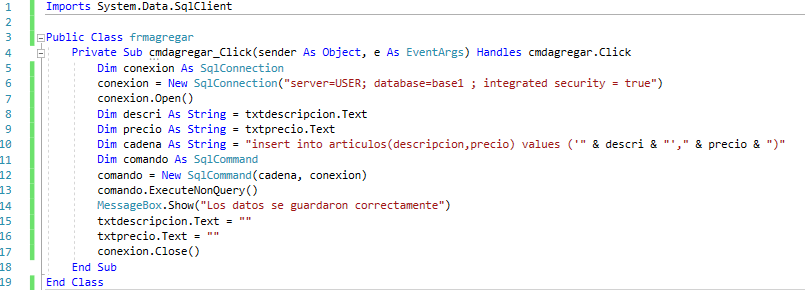 1 Imports System.Data.SqlClient
2
3 Public Class frmagregar
4 Private Sub cmdagregar_Click(sender As Object, e As EventArgs) Handles cmdagregar.Click
5 Dim conexion As SqlConnection
6 conexion = New SqlConnection("server=USER; database=base1 ; integrated security = true")
7 conexion.Open()
8 Dim descri As String = txtdescripcion.Text
9 Dim precio As String = txtprecio.Text
10 Dim cadena As String = "insert into articulos(descripcion,precio) values ('" & descri & "'," & precio & ")"
11 Dim comando As SqlCommand
12 comando = New SqlCommand(cadena, conexion)
13 comando.ExecuteNonQuery()
14 MessageBox.Show("Los datos se guardaron correctamente")
15 txtdescripcion.Text = ""
16 txtprecio.Text = ""
17 conexion.Close()
18 End Sub
19 End Class